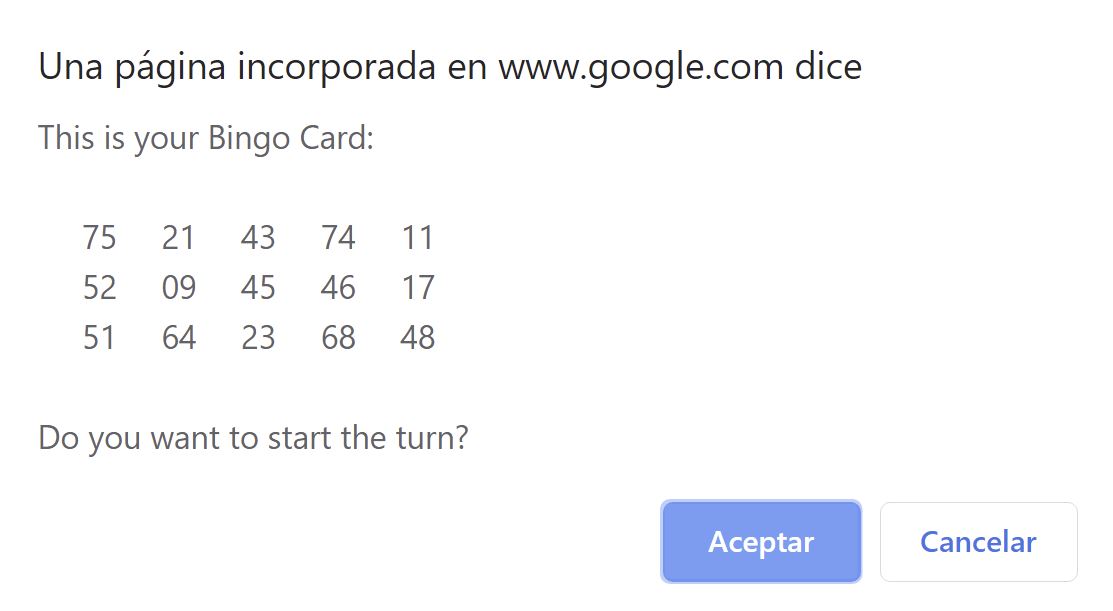 Una página incorporada en www.google.com dice
This is your Bingo Card:
75 21 43 74 11
52 09 45 46 17
51 64 23 68 48
Do you want to start the turn?
Aceptar Cancelar